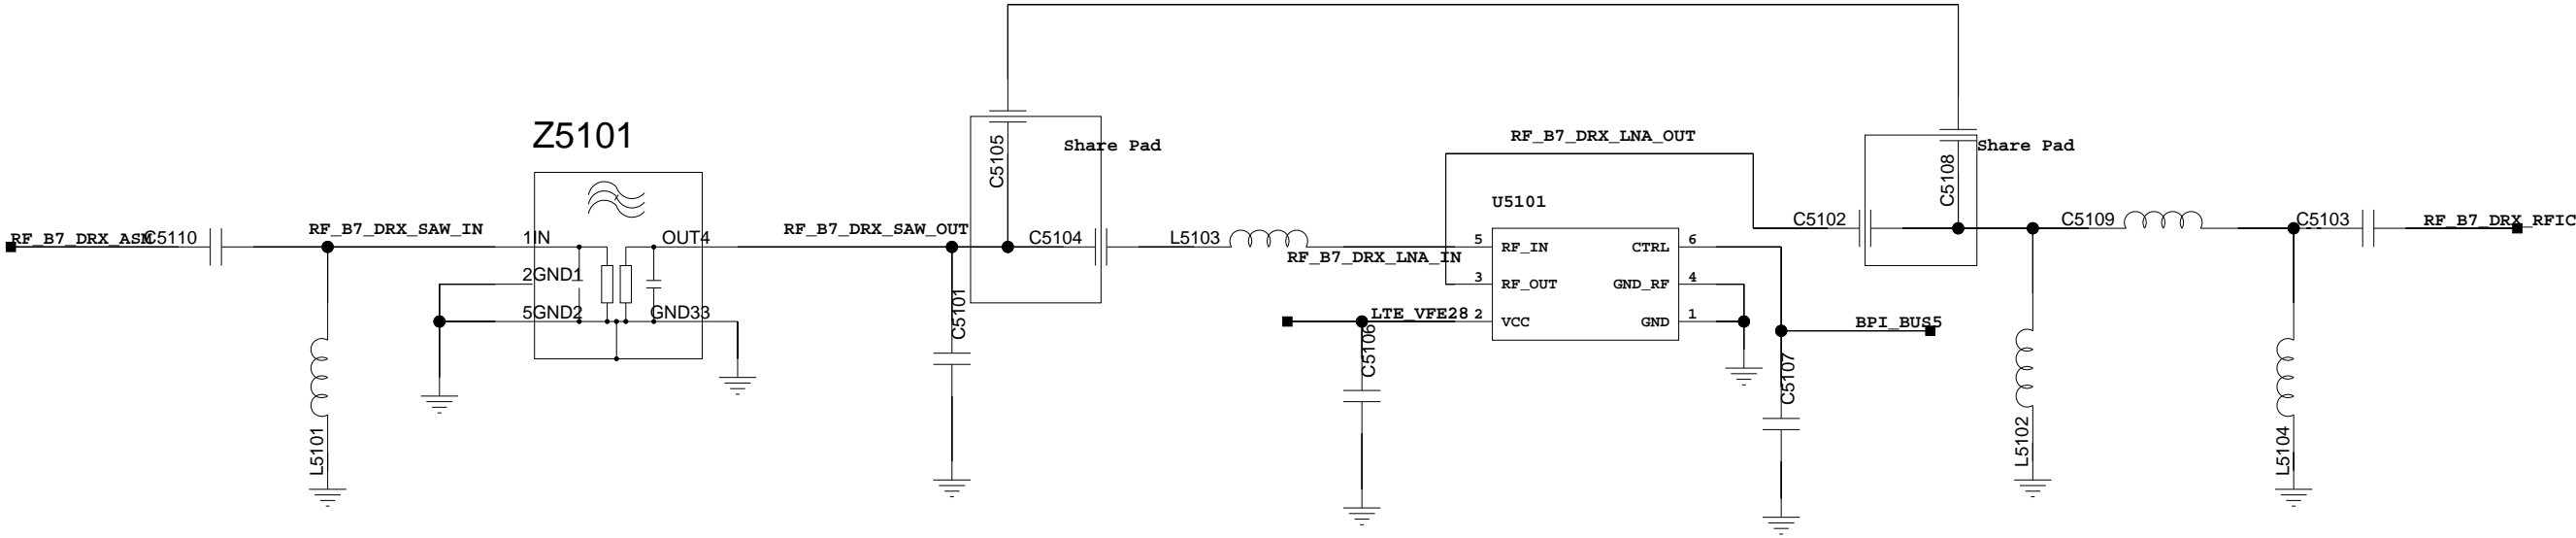 Z5101
C5105
Share Pad
RF_B7_DRX_LNA_OUT
Share Pad
C5108
U5101
RF_B7_DRX_ASM
C5110
RF_B7_DRX_SAW_IN
1IN
OUT4
RF_B7_DRX_SAW_OUT
C5104
L5103
RF_B7_DRX_LNA_IN
5 RF_IN
CTRL 6
C5102
C5109
C5103
RF_B7_DRX_RFIC
2GND1
3 RF_OUT
GND_RF 4
5GND2
GND33
C5101
LTE_VFE28
2 VCC
GND 1
BPI_BUS5
C5106
C5107
L5101
L5102
L5104